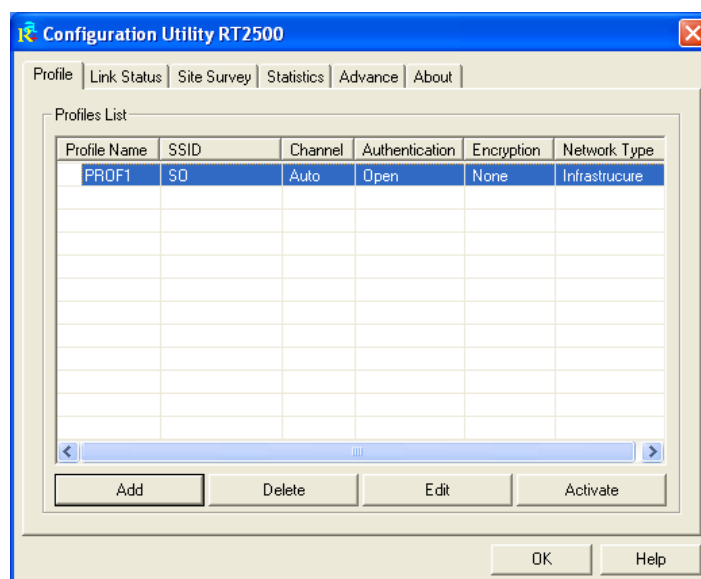 Configuration Utility RT2500
Profile Link Status Site Survey Statistics Advance About
Profiles List
Profile Name SSID Channel Authentication Encryption Network Type
PROF1 SO Auto Open None Infrastrucure
Add Delete Edit Activate
OK Help